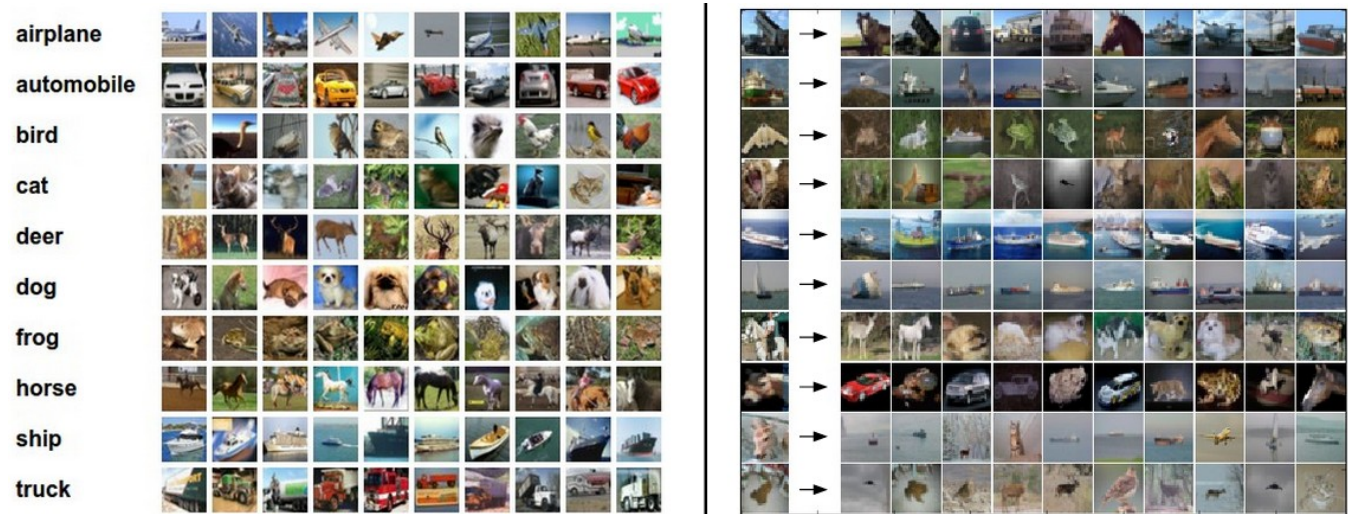 airplane
automobile
bird
cat
deer
dog
frog
horse
ship
truck